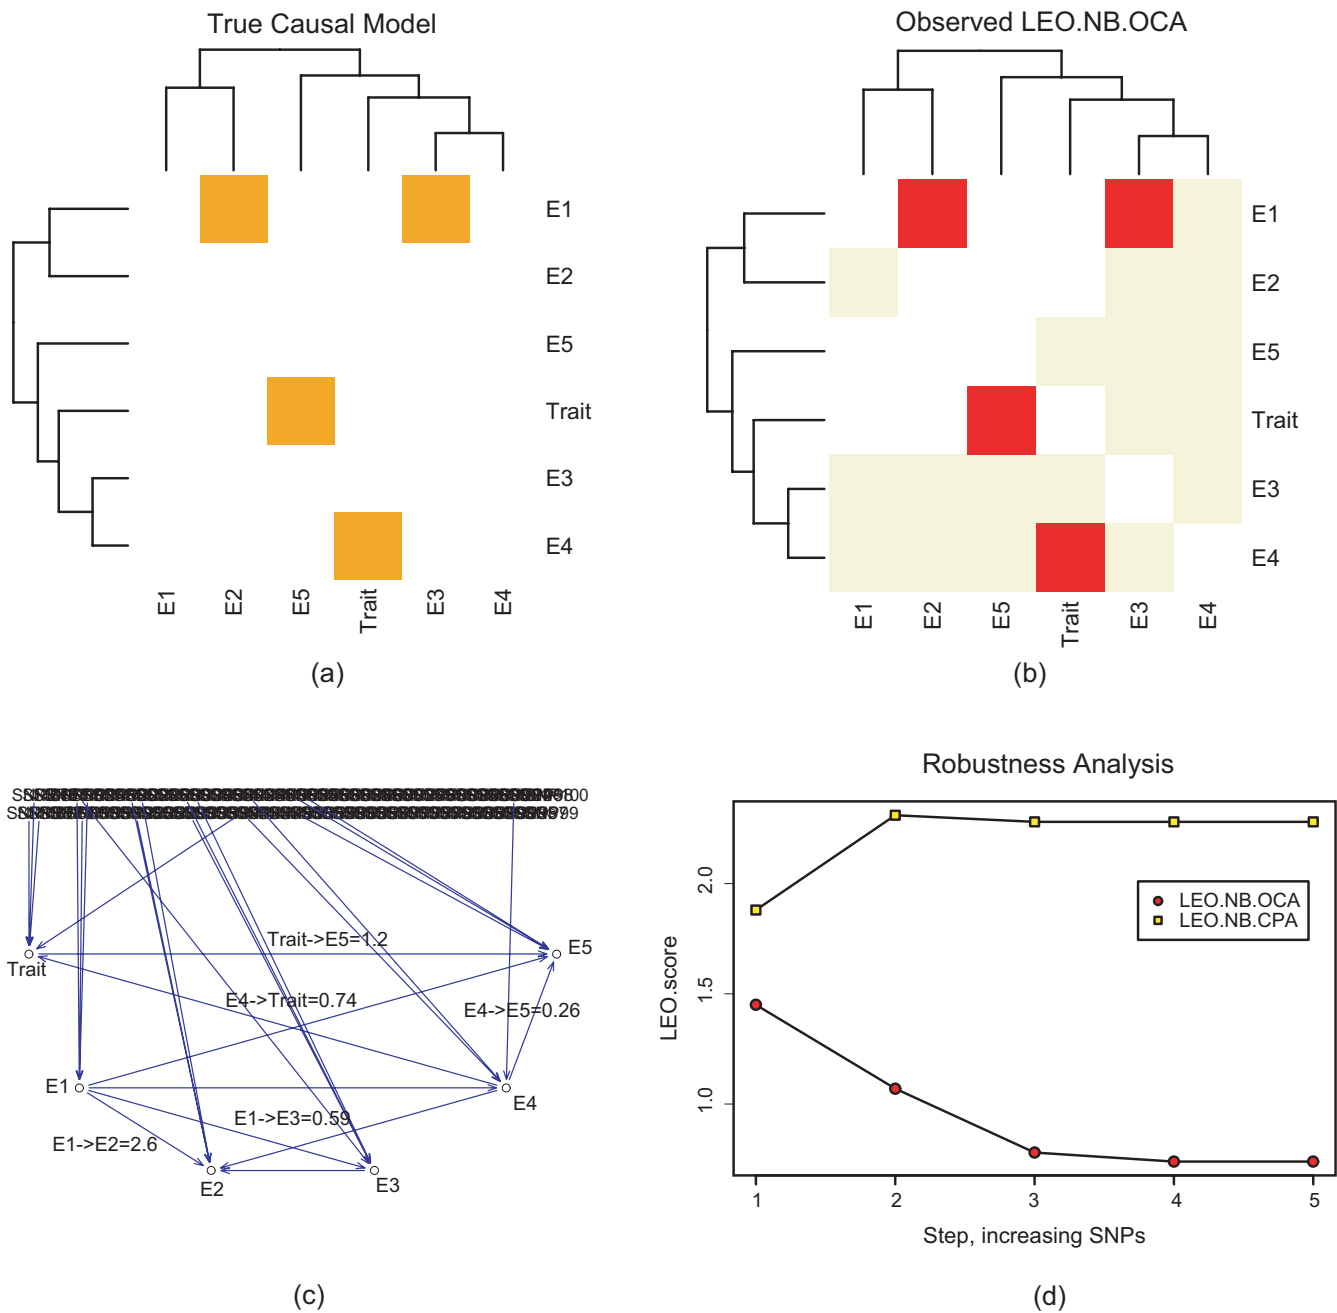 True Causal Model
Observed LEO.NB.OCA
E1
E2
E5
Trait
E3
E4
E1
E2
E5
Trait
E3
E4
(a)
E1
E2
E5
Trait
E3
E4
E1
E2
E5
Trait
E3
E4
(b)
Trait->E5=1.2
E5
Trait
E4->Trait=0.74
E4->E5=0.26
E1
E4
E1->E3=0.59
E1->E2=2.6
E2
E3
(c)
Robustness Analysis
LEO.score
2.0
1.5
1.0
LEO.NB.OCA
LEO.NB.CPA
1 2 3 4 5
Step, increasing SNPs
(d)